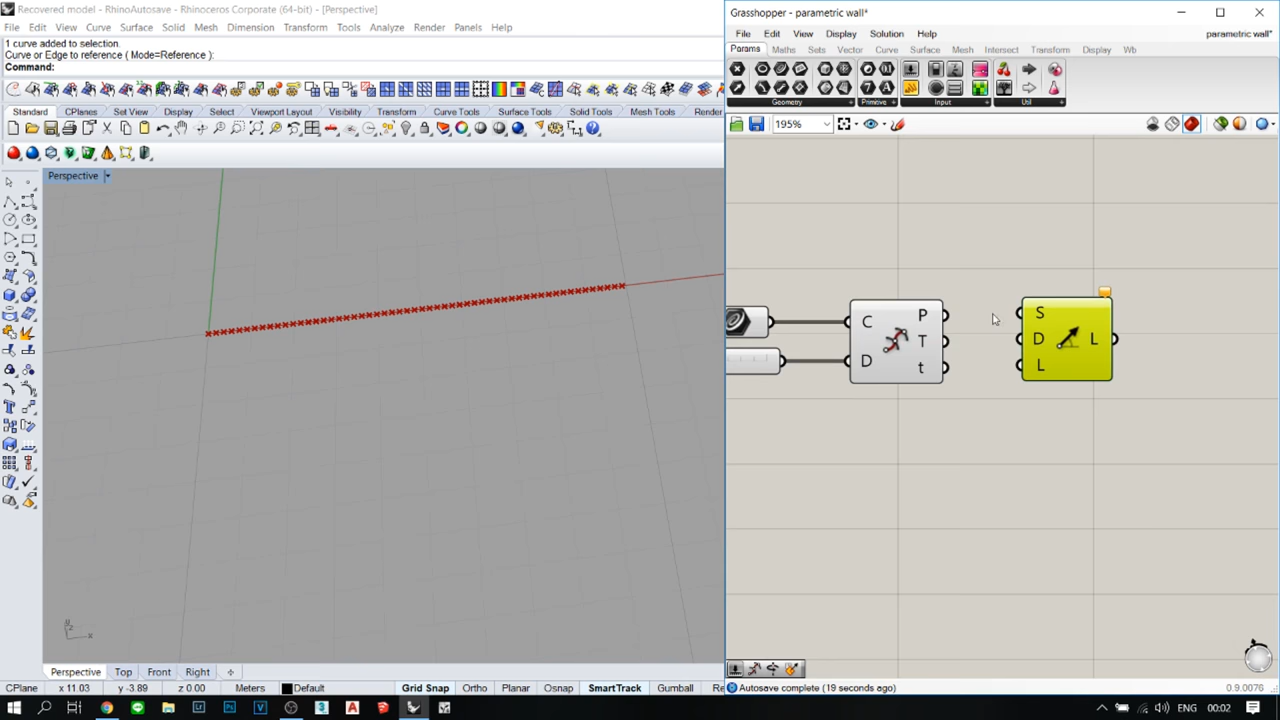 Recovered model - RhinoAutosave - Rhinoceros Corporate (64-bit) - [Perspective]
File Edit View Curve Surface Solid Mesh Dimension Transform Tools Analyze Render Panels Help
1 curve added to selection.
Curve or Edge to reference ( Mode=Reference ):
Command:
Standard CPlanes Set View Display Select Viewport Layout Visibility Transform Curve Tools Surface Tools Solid Tools Mesh Tools Render
Perspective
z
x
Perspective Top Front Right
CPlane x 11.03 y -3.89 z 0.00 Meters Default Grid Snap Ortho Planar Osnap SmartTrack Gumball Re
Grasshopper - parametric wall*
File Edit View Display Solution Help parametric wall*
Params Maths Sets Vector Curve Surface Mesh Intersect Transform Display Wb
Geometry Primitive Input Util
195%
C D P T t
S D L L
Autosave complete (19 seconds ago) 0.9.0076
ENG 00:02